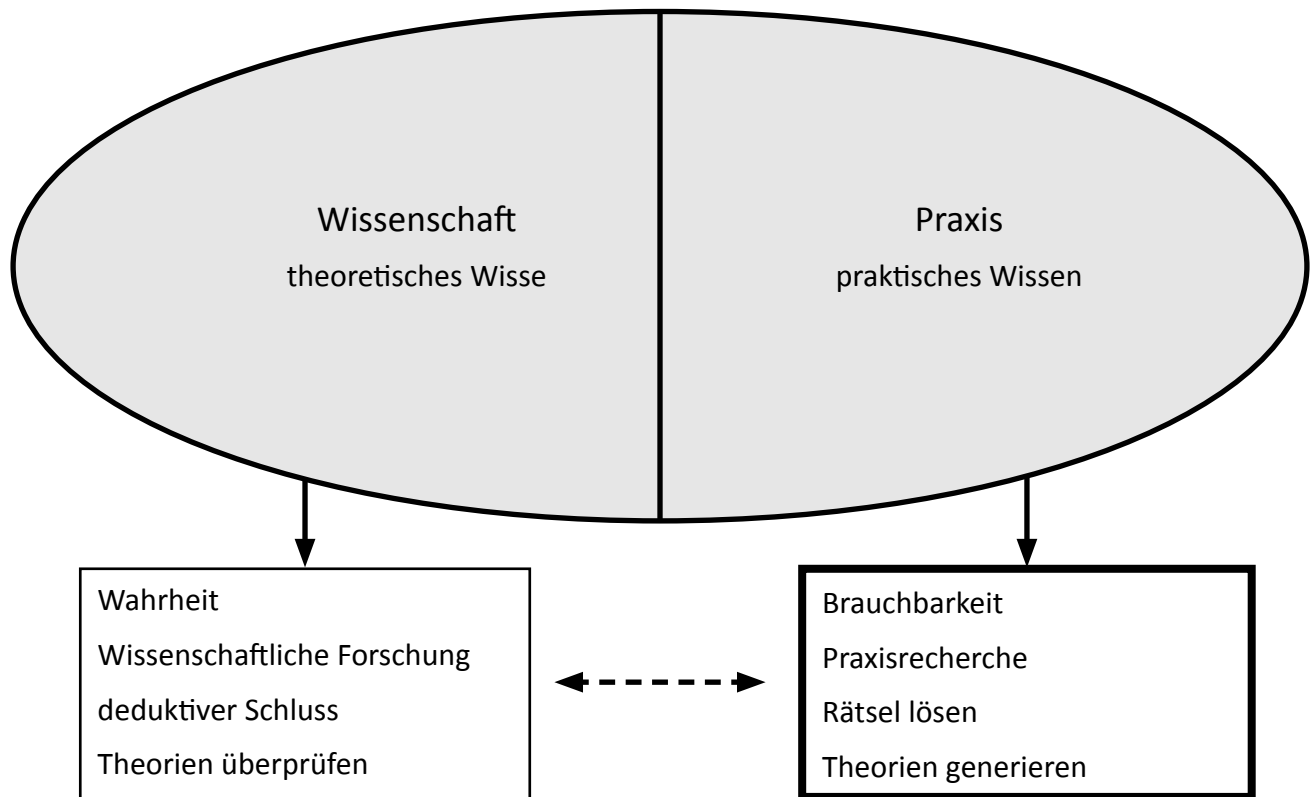 Wissenschaft
theoretisches Wisse
Praxis
praktisches Wissen
Wahrheit
Wissenschaftliche Forschung
deduktiver Schluss
Theorien überprüfen
Brauchbarkeit
Praxisrecherche
Rätsel lösen
Theorien generieren